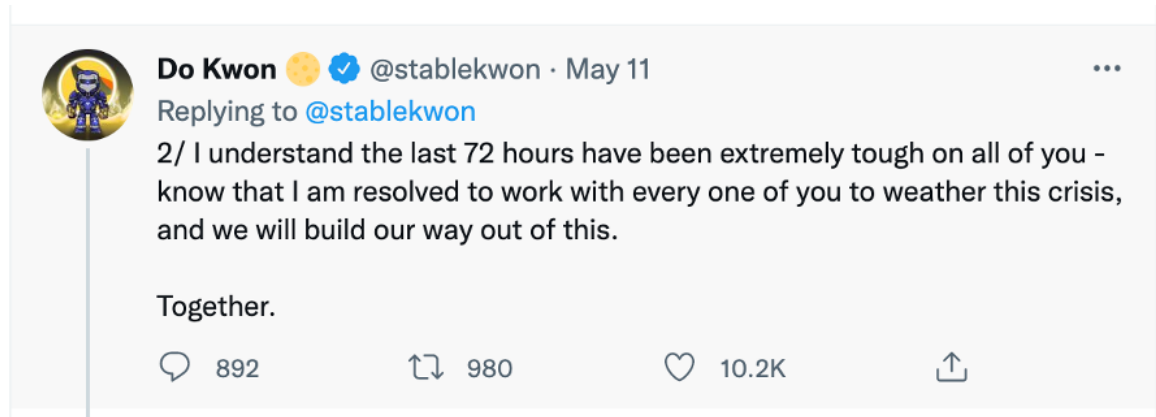 Do Kwon @stablekwon · May 11
Replying to @stablekwon
2/ I understand the last 72 hours have been extremely tough on all of you -
know that I am resolved to work with every one of you to weather this crisis,
and we will build our way out of this.
Together.
892 980 10.2K